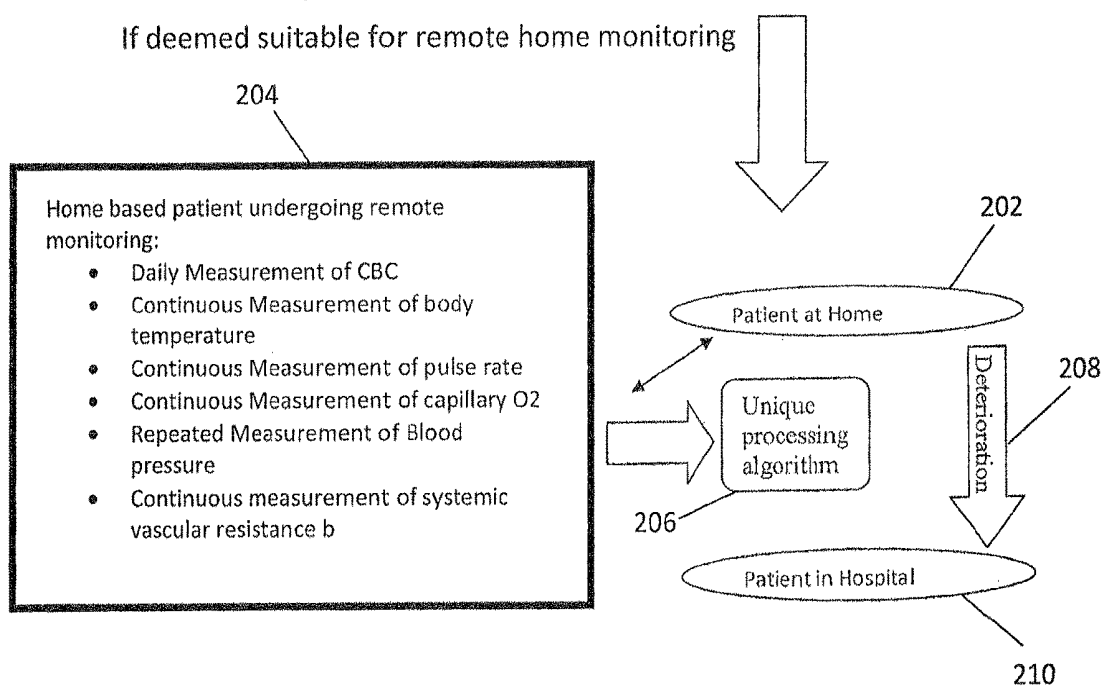 If deemed suitable for remote home monitoring
204
Home based patient undergoing remote
monitoring:
• Daily Measurement of CBC
• Continuous Measurement of body
temperature
• Continuous Measurement of pulse rate
• Continuous Measurement of capillary O2
• Repeated Measurement of Blood
pressure
• Continuous measurement of systemic
vascular resistance b
202
Patient at Home
Deterioration
208
Unique
processing
algorithm
206
Patient in Hospital
210